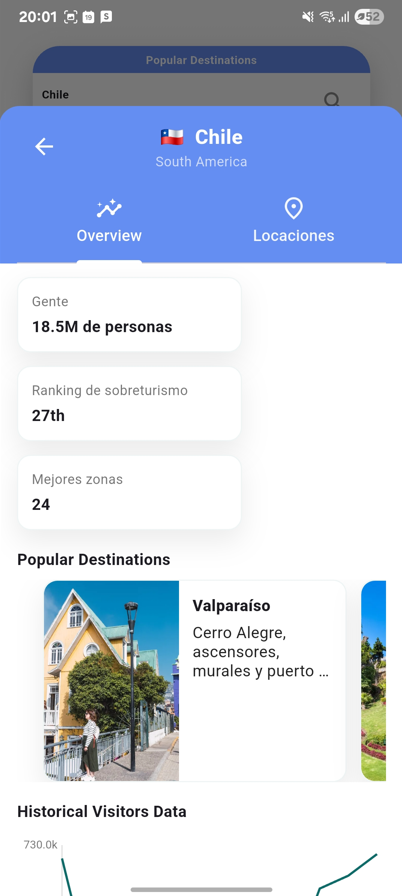 20:01
19
S
52
Popular Destinations
Chile
Chile
South America
Overview
Locaciones
Gente
18.5M de personas
Ranking de sobreturismo
27th
Mejores zonas
24
Popular Destinations
Valparaíso
Cerro Alegre,
ascensores,
murales y puerto ...
Historical Visitors Data
730.0k